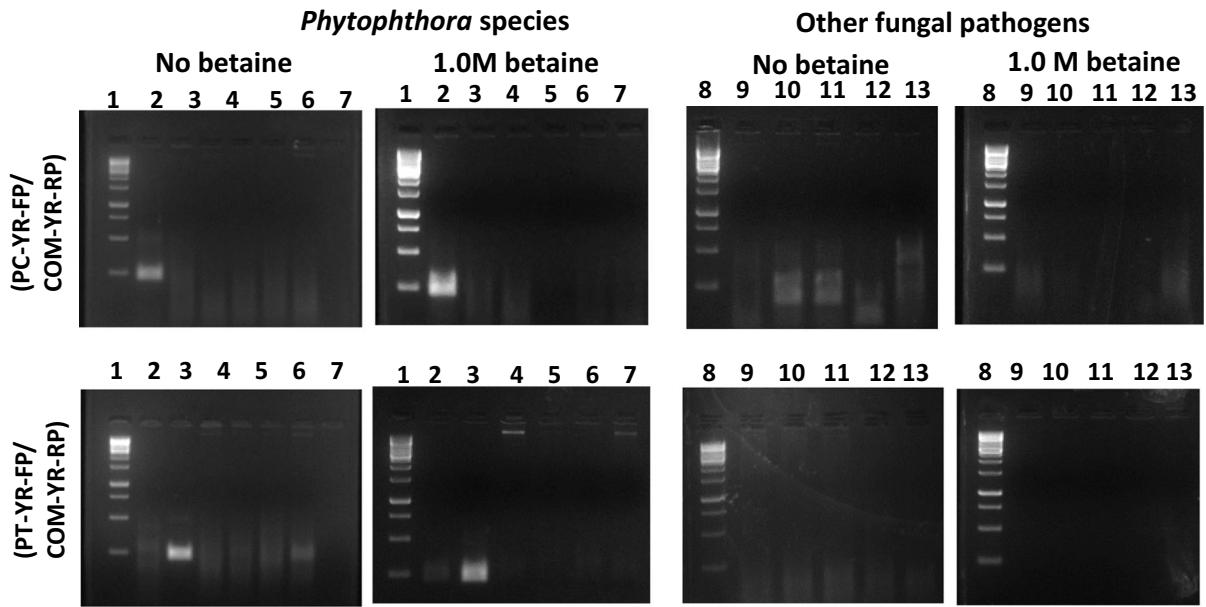 Phytophthora species
Other fungal pathogens
No betaine
1.0M betaine
No betaine
1.0 M betaine
1 2 3 4 5 6 7
1 2 3 4 5 6 7
8 9 10 11 12 13
8 9 10 11 12 13
(PC-YR-FP/
COM-YR-RP)
1 2 3 4 5 6 7
1 2 3 4 5 6 7
8 9 10 11 12 13
8 9 10 11 12 13
(PT-YR-FP/
COM-YR-RP)